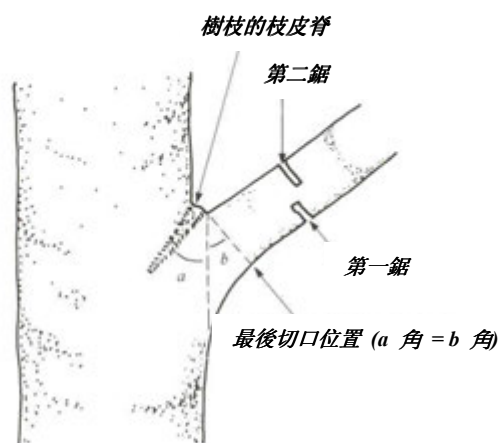 樹枝的枝皮脊
第二鋸
b
a
第一鋸
最後切口位置 (a 角 = b 角)